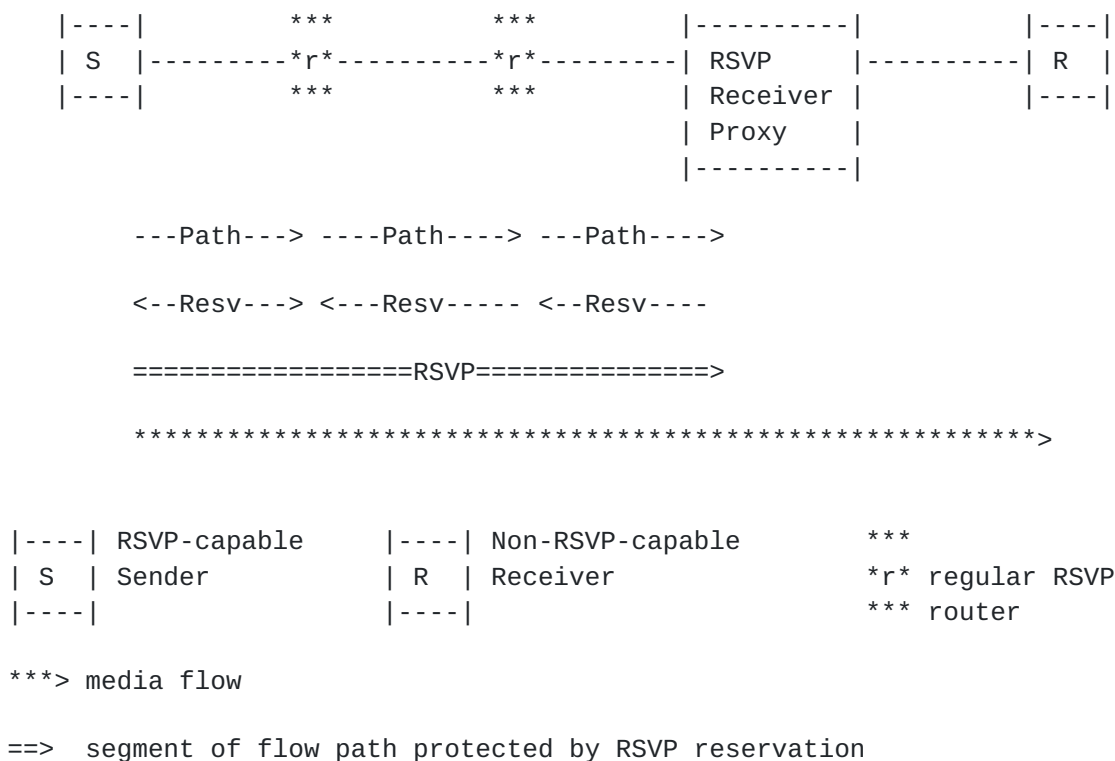 |----|         ***          ***         |----------|          |----|
| S  |---------*r*----------*r*---------| RSVP     |----------| R  |
|----|         ***          ***         | Receiver |          |----|
                                        | Proxy    |
                                        |----------|
---Path---> ----Path----> ---Path---->
<--Resv---> <---Resv----- <--Resv----
==================RSVP===============>
**********************************************************>
|----| RSVP-capable     |----| Non-RSVP-capable        ***
| S  | Sender           | R  | Receiver                *r* regular RSVP
|----|                  |----|                         *** router
***> media flow
==>  segment of flow path protected by RSVP reservation